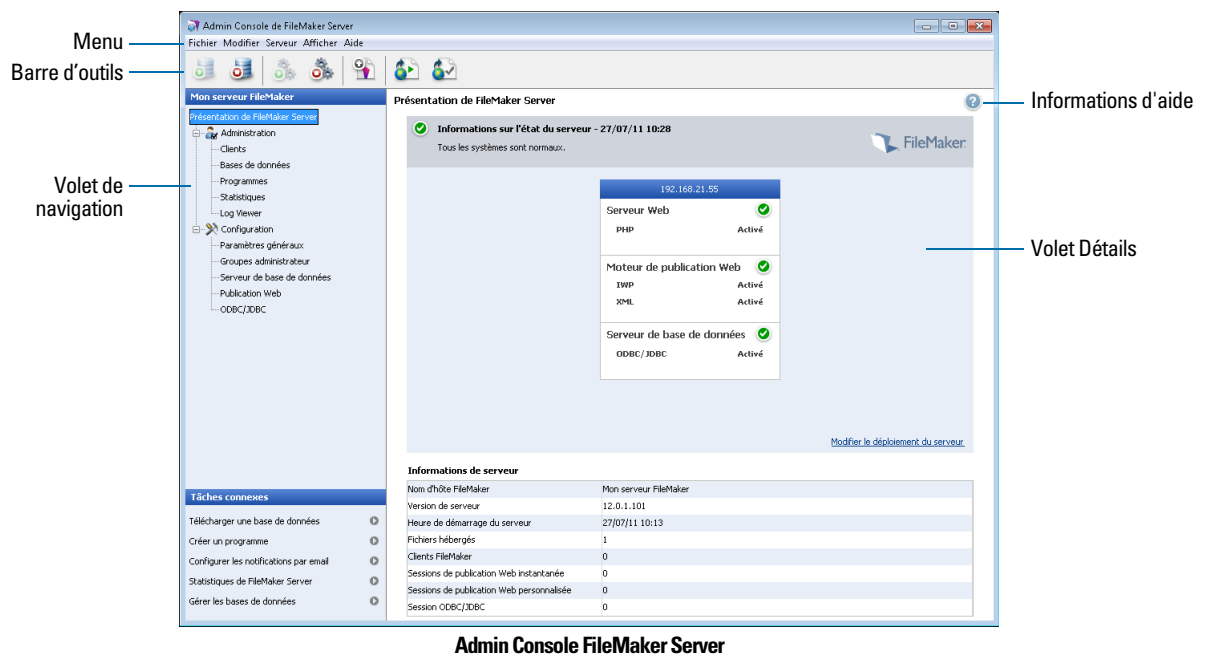 Menu
Barre d'outils
Volet de
navigation
Informations d'aide
Volet Détails
Admin Console de FileMaker Server
Fichier Modifier Serveur Afficher Aide
Mon serveur FileMaker
Présentation de FileMaker Server
Administration
Clients
Bases de données
Programmes
Statistiques
Log Viewer
Configuration
Paramètres généraux
Groupes administrateur
Serveur de base de données
Publication Web
ODBC/JDBC
Tâches connexes
Télécharger une base de données
Créer un programme
Configurer les notifications par email
Statistiques de FileMaker Server
Gérer les bases de données
Présentation de FileMaker Server
Informations sur l'état du serveur - 27/07/11 10:28
Tous les systèmes sont normaux.
FileMaker
192.168.21.55
Serveur Web
PHP Activé
Moteur de publication Web
IWP Activé
XML Activé
Serveur de base de données
ODBC/JDBC Activé
Modifier le déploiement du serveur
Informations de serveur
Nom d'hôte FileMaker Mon serveur FileMaker
Version de serveur 12.0.1.101
Heure de démarrage du serveur 27/07/11 10:13
Fichiers hébergés 1
Clients FileMaker 0
Sessions de publication Web instantanée 0
Sessions de publication Web personnalisée 0
Session ODBC/JDBC 0
Admin Console FileMaker Server